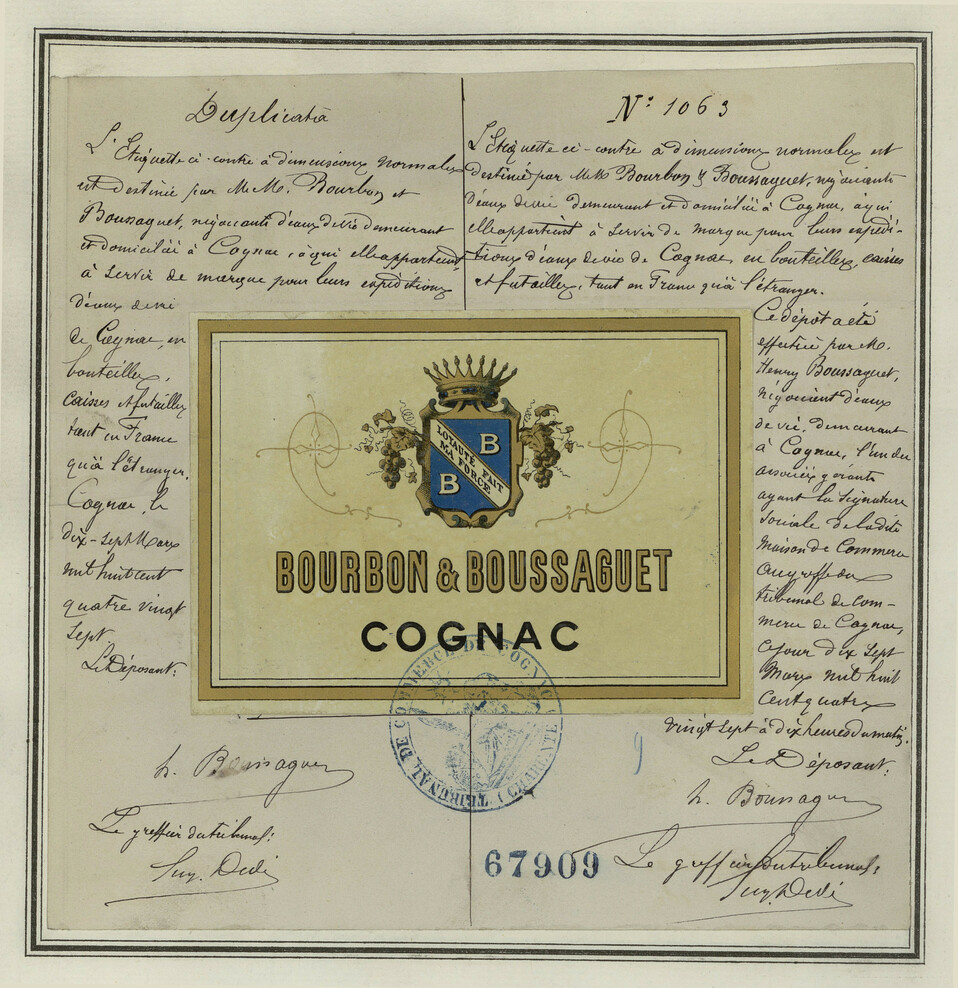 Duplicata
L'Etiquette ci-contre à dimensions normales
est destinée par M.M. Bourbon et
Boussaguet, négociants d'eaux de vie demeurant
et domiciliés à Cognac, à qui elle appartient
à servir de marque pour leurs expéditions
d'eaux de vie
de Cognac, en
bouteilles,
caisses et futailles
tant en France
qu'à l'étranger.
Cognac, le
dix-sept Mars
mil huit cent
quatre vingt
sept.
Le Déposant:
h. Boussaguet
Le greffier du tribunal:
N° 1063
L'Etiquette ci-contre à dimensions normales est
destinée par M.M. Bourbon & Boussaguet, négociants
d'eaux de vie demeurant et domiciliés à Cognac, à qui
elle appartient à servir de marque pour leurs expédi-
tions d'eaux de vie de Cognac en bouteilles, caisses
et futailles, tant en France qu'à l'étranger.
Ce dépôt a été
effectué par M.
Henry Boussaguet,
négociant d'eaux
de vie, demeurant
à Cognac, l'un des
associés gérants
ayant la signature
sociale de la dite
Maison de Commerce
au greffe du
tribunal de Com-
merce de Cognac,
ce jour dix sept
Mars mil huit
cent quatre
vingt sept à dix heures du matin.
Le Déposant:
h. Boussaguet
Le greffier du tribunal:
LOYAUTÉ FAIT
MA FORCE
B
B
BOURBON & BOUSSAGUET
COGNAC
TRIBUNAL DE COMMERCE DE COGNAC (CHARENTE)
9
67909